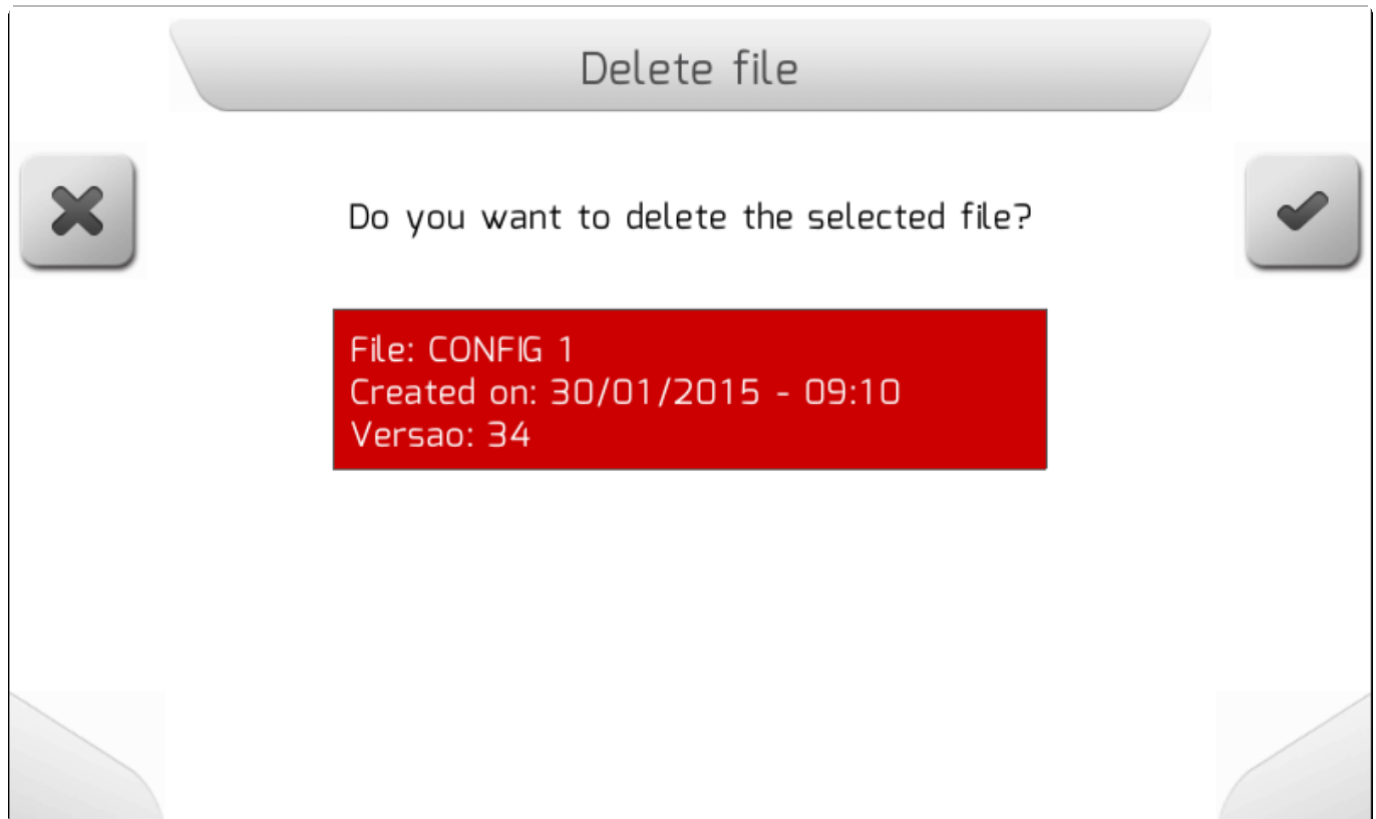 Delete file
Do you want to delete the selected file?
File: CONFIG 1
Created on: 30/01/2015 - 09:10
Versao: 34